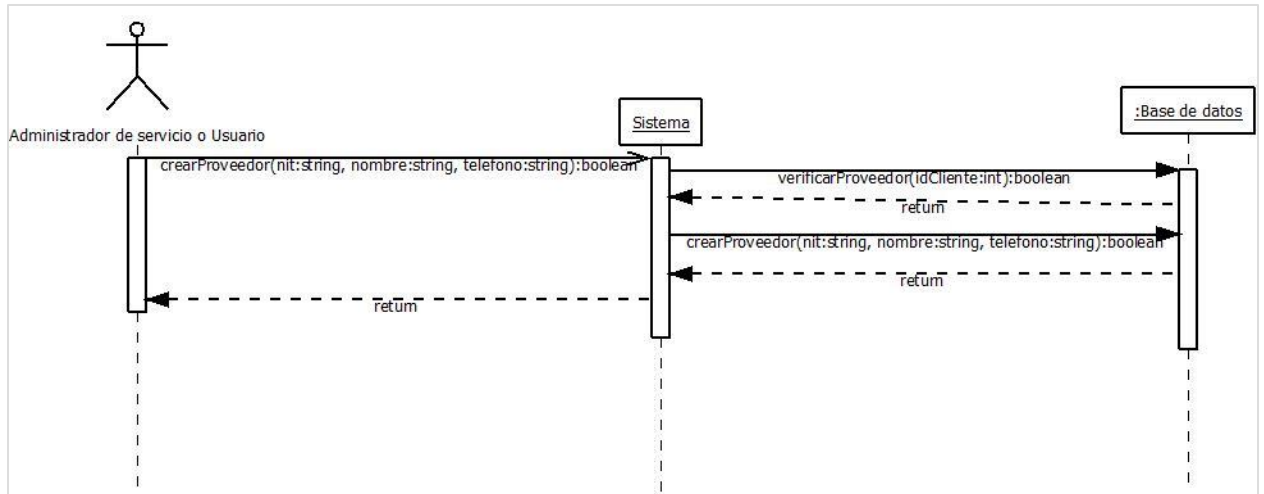 Administrador de servicio o Usuario
Sistema
:Base de datos
crearProveedor(nit:string, nombre:string, telefono:string):boolean
verificarProveedor(idCliente:int):boolean
return
crearProveedor(nit:string, nombre:string, telefono:string):boolean
return
return